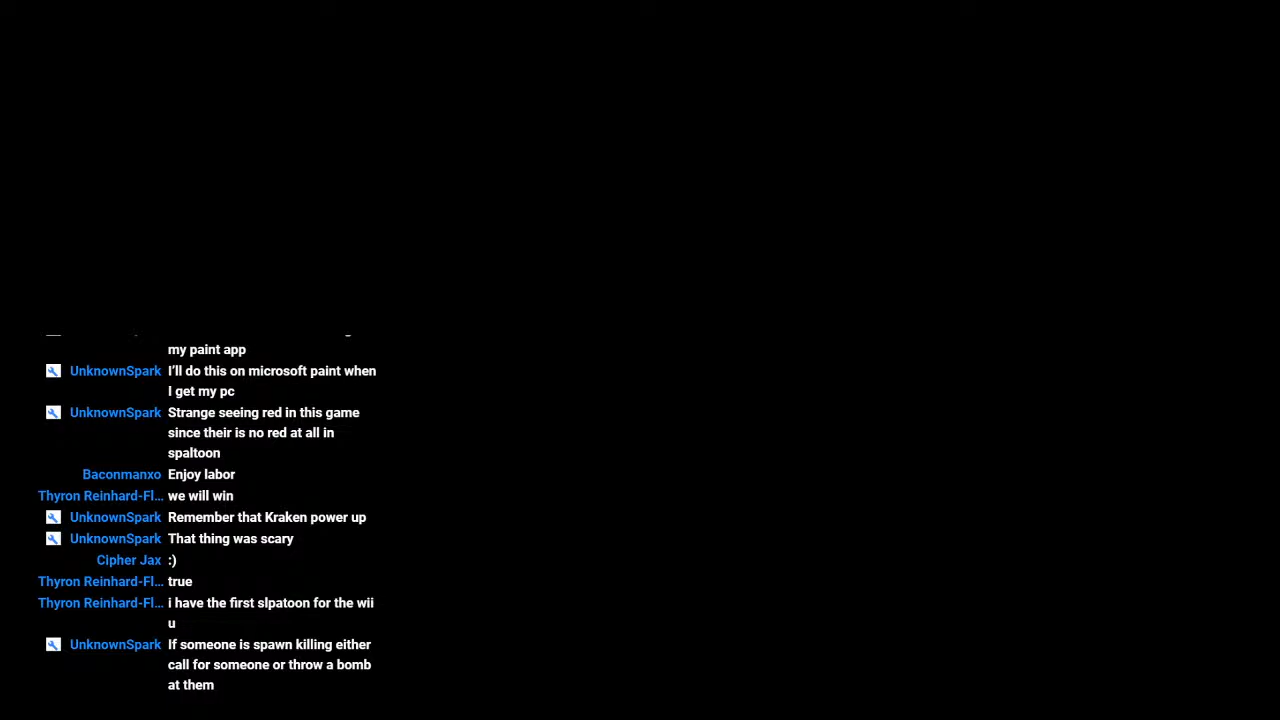 my paint app
UnknownSpark I’ll do this on microsoft paint when
I get my pc
UnknownSpark Strange seeing red in this game
since their is no red at all in
spaltoon
Baconmanxo Enjoy labor
Thyron Reinhard-Fl... we will win
UnknownSpark Remember that Kraken power up
UnknownSpark That thing was scary
Cipher Jax :)
Thyron Reinhard-Fl... true
Thyron Reinhard-Fl... i have the first slpatoon for the wii
u
UnknownSpark If someone is spawn killing either
call for someone or throw a bomb
at them